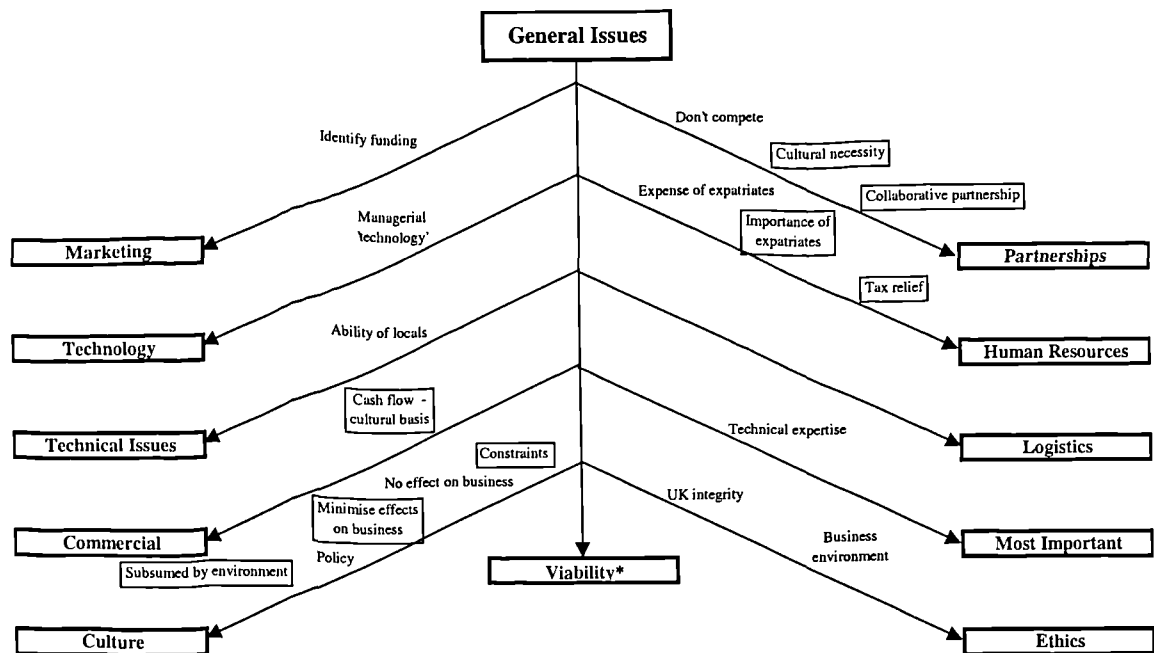 General Issues
Don't compete
Identify funding
Cultural necessity
Expense of expatriates
Collaborative partnership
Managerial
'technology'
Importance of
expatriates
Marketing
Partnerships
Tax relief
Ability of locals
Technology
Human Resources
Cash flow -
cultural basis
Technical expertise
Technical Issues
Logistics
Constraints
No effect on business
UK integrity
Minimise effects
on business
Business
environment
Commercial
Most Important
Policy
Subsumed by environment
Viability*
Culture
Ethics